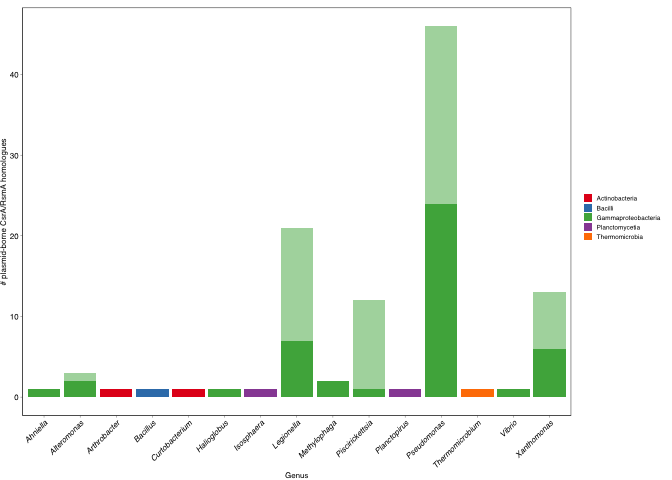 # plasmid-borne CsrA/RsmA homologues
40
30
20
10
0
Ahniella
Alteromonas
Arthrobacter
Bacillus
Curtobacterium
Halioglobus
Isosphaera
Legionella
Methylophaga
Piscirickettsia
Planctopirus
Pseudomonas
Thermomicrobium
Vibrio
Xanthomonas
Genus
Actinobacteria
Bacilli
Gammaproteobacteria
Planctomycetia
Thermomicrobia